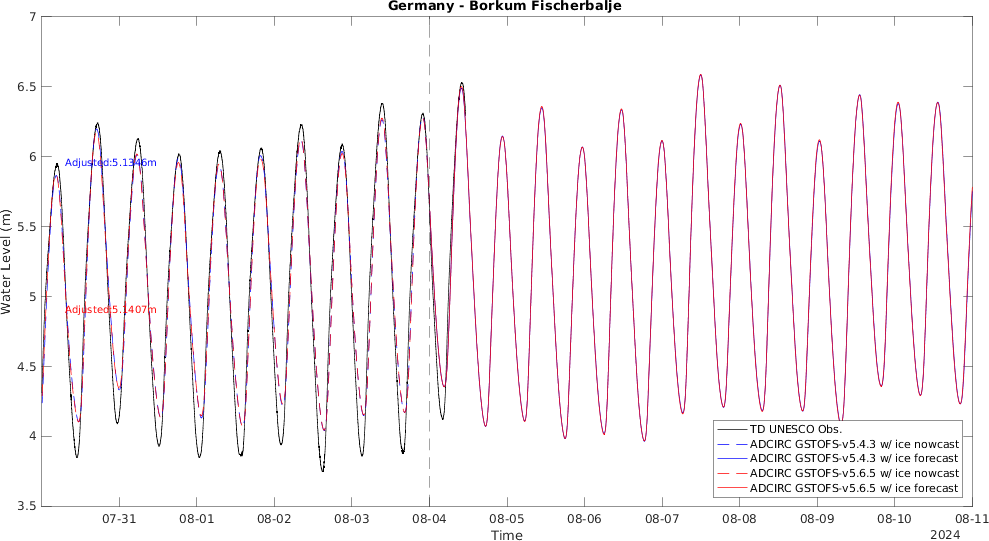 Germany - Borkum Fischerbalje
7
6.5
6
5.5
5
4.5
4
3.5
Water Level (m)
Adjusted:5.1346m
Adjusted:5.1407m
TD UNESCO Obs.
ADCIRC GSTOFS-v5.4.3 w/ ice nowcast
ADCIRC GSTOFS-v5.4.3 w/ ice forecast
ADCIRC GSTOFS-v5.6.5 w/ ice nowcast
ADCIRC GSTOFS-v5.6.5 w/ ice forecast
07-31 08-01 08-02 08-03 08-04 08-05 08-06 08-07 08-08 08-09 08-10 08-11
Time
2024